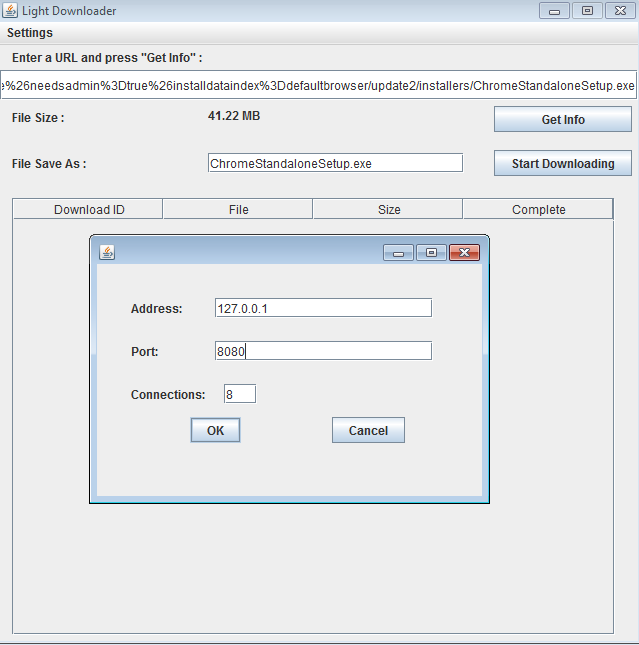 Light Downloader
Settings
Enter a URL and press "Get Info" :
e%26needsadmin%3Dtrue%26installdataindex%3Ddefaultbrowser/update2/installers/ChromeStandaloneSetup.exe
File Size : 41.22 MB Get Info
File Save As : ChromeStandaloneSetup.exe Start Downloading
Download ID File Size Complete
Address: 127.0.0.1
Port: 8080
Connections: 8
OK Cancel